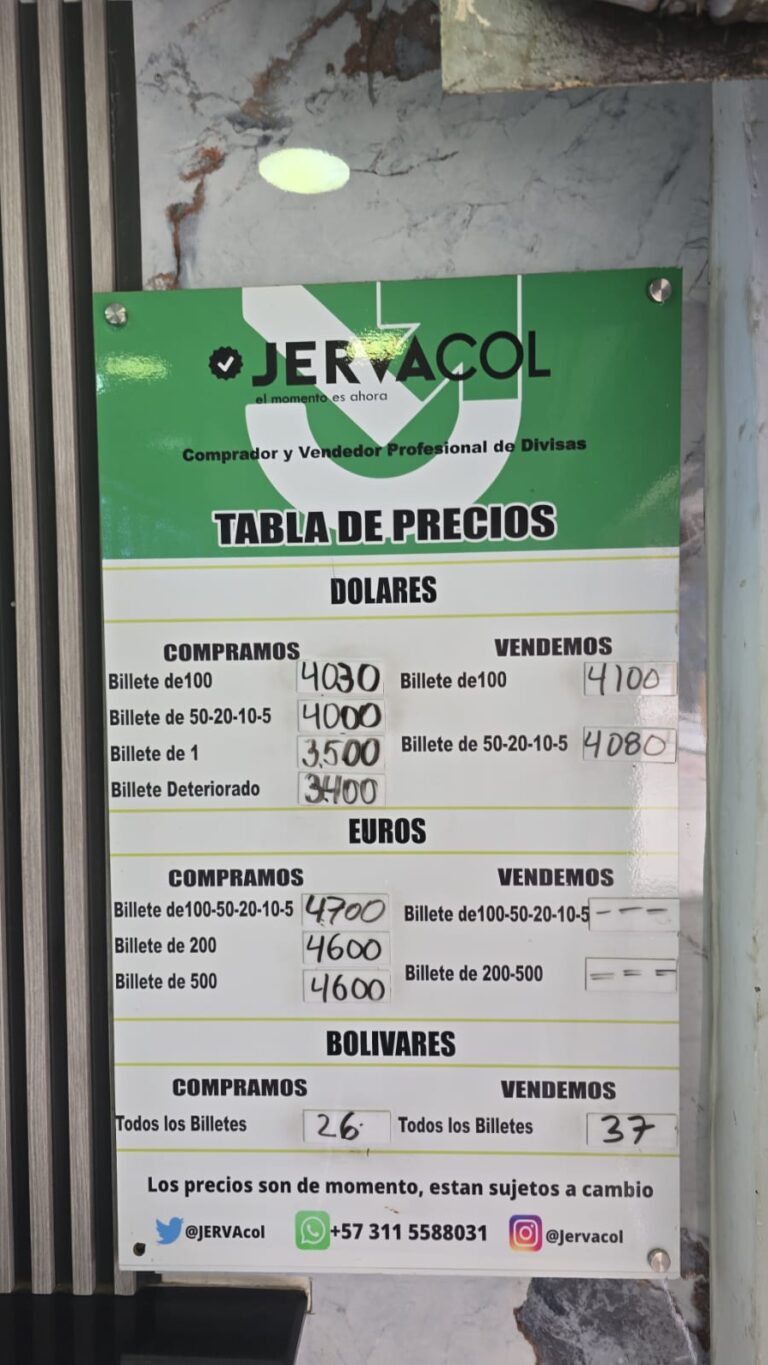 JERVACOL
el momento es ahora
Comprador y Vendedor Profesional de Divisas
TABLA DE PRECIOS
DOLARES
COMPRAMOS VENDEMOS
Billete de100 4030 Billete de100 4100
Billete de 50-20-10-5 4000
Billete de 50-20-10-5 4080
Billete de 1 3,500
Billete Deteriorado 3400
EUROS
COMPRAMOS VENDEMOS
Billete de100-50-20-10-5 4700 Billete de100-50-20-10-5 ---
Billete de 200 4600
Billete de 500 4600 Billete de 200-500 ===
BOLIVARES
COMPRAMOS VENDEMOS
Todos los Billetes 26 Todos los Billetes 37
Los precios son de momento, estan sujetos a cambio
@JERVAcol +57 311 5588031 @Jervacol